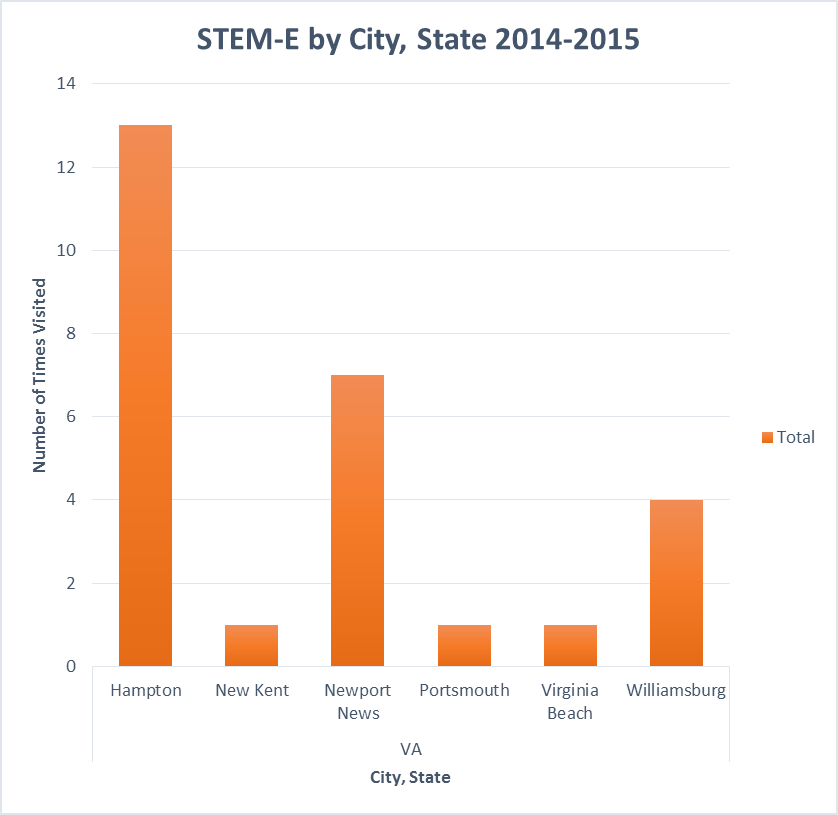 STEM-E by City, State 2014-2015
Number of Times Visited
14
12
10
8
6
4
2
0
Hampton
New Kent
Newport
News
Portsmouth
Virginia
Beach
Williamsburg
VA
City, State
Total